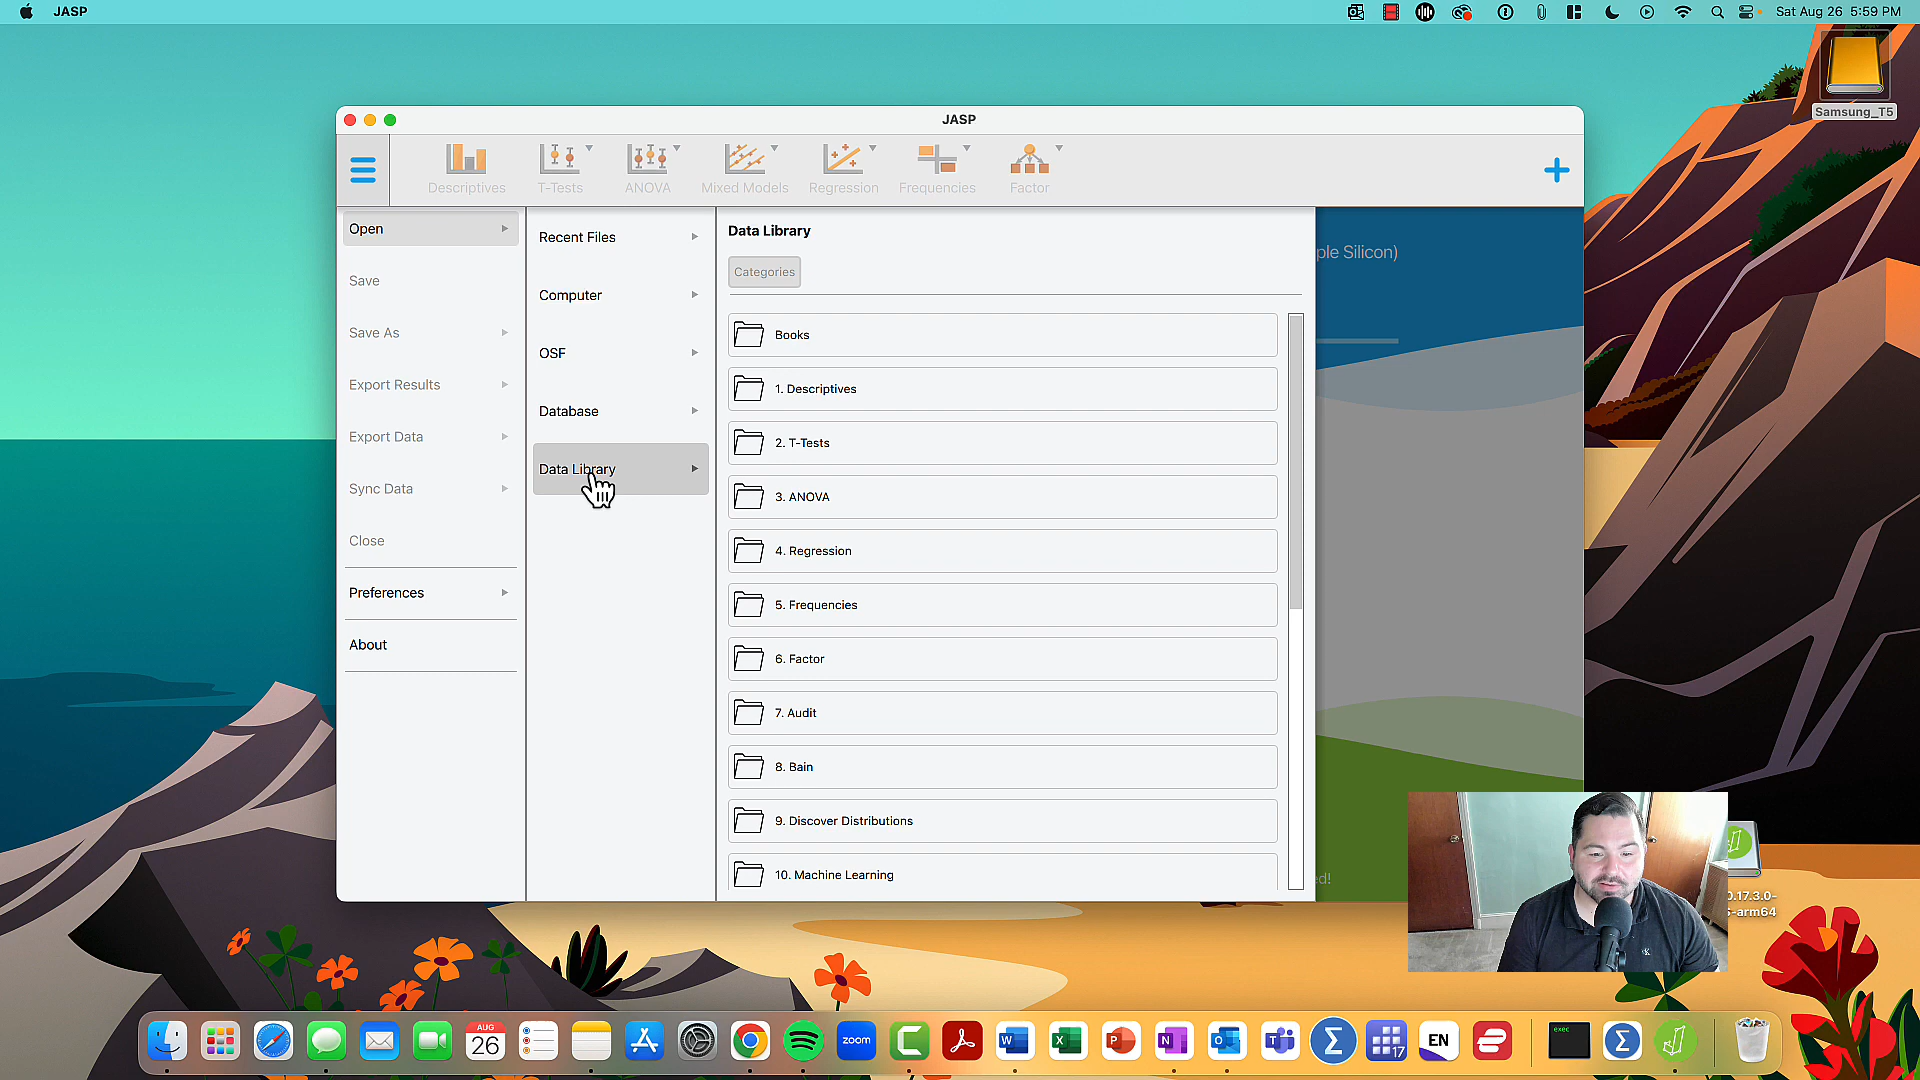 JASP
Sat Aug 26 5:59 PM
Samsung_T5
JASP
Descriptives
T-Tests
ANOVA
Mixed Models
Regression
Frequencies
Factor
Open
Save
Save As
Export Results
Export Data
Sync Data
Close
Preferences
About
Recent Files
Computer
OSF
Database
Data Library
Data Library
Categories
Books
1. Descriptives
2. T-Tests
3. ANOVA
4. Regression
5. Frequencies
6. Factor
7. Audit
8. Bain
9. Discover Distributions
10. Machine Learning
ple Silicon)
ed!
0.17.3.0-
S-arm64
AUG
26
zoom
W
X
P
N
O
T
17
EN
exec